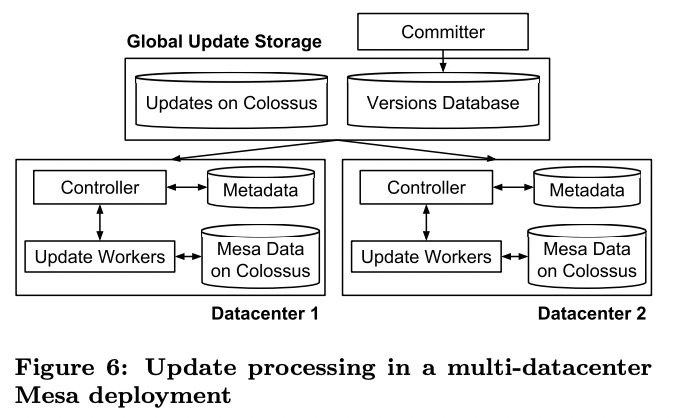 Committer
Global Update Storage
Updates on Colossus
Versions Database
Controller
Metadata
Update Workers
Mesa Data
on Colossus
Datacenter 1
Controller
Metadata
Update Workers
Mesa Data
on Colossus
Datacenter 2
Figure 6: Update processing in a multi-datacenter
Mesa deployment